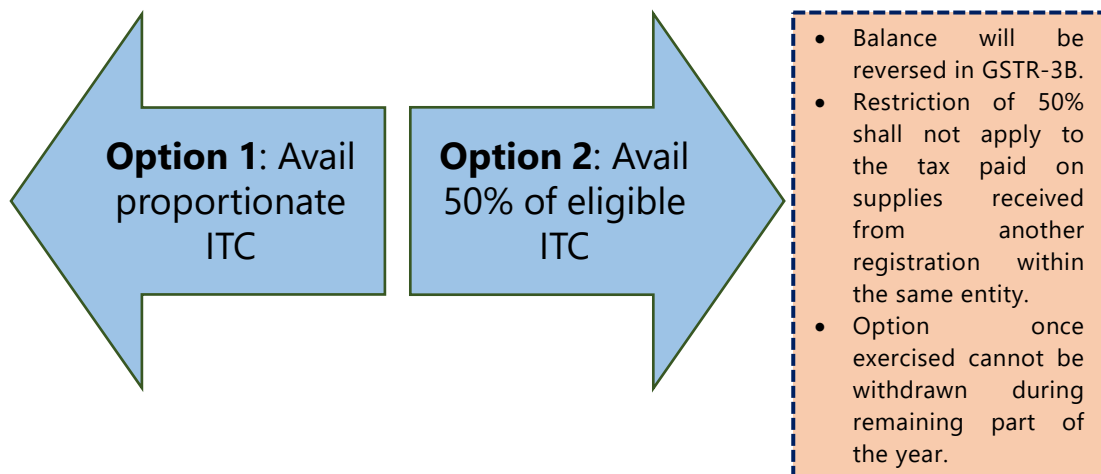 Option 1: Avail
proportionate
ITC
Option 2: Avail
50% of eligible
ITC
• Balance will be
reversed in GSTR-3B.
• Restriction of 50%
shall not apply to
the tax paid on
supplies received
from another
registration within
the same entity.
• Option once
exercised cannot be
withdrawn during
remaining part of
the year.